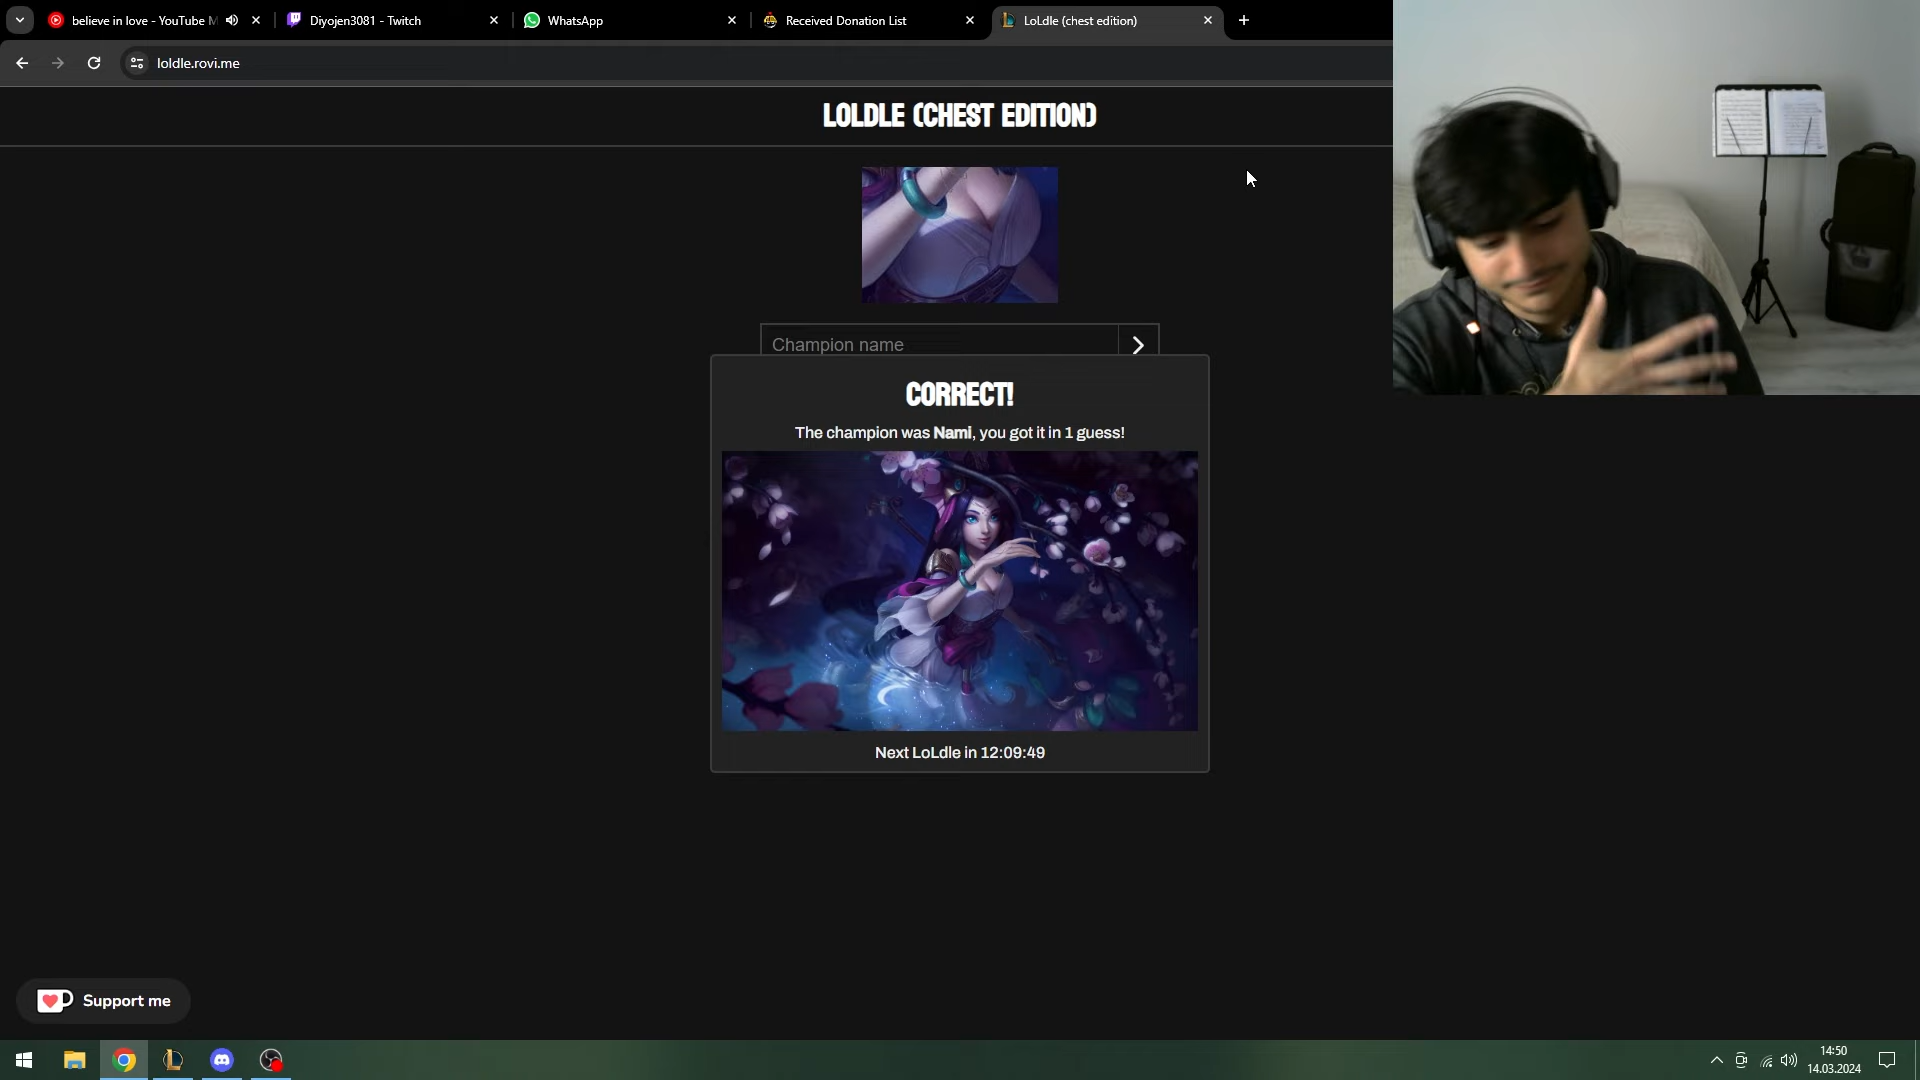 believe in love - YouTube M
Diyojen3081 - Twitch
WhatsApp
Received Donation List
LoLdle (chest edition)
loldle.rovi.me
LOLDLE (CHEST EDITION)
Champion name
CORRECT!
The champion was Nami, you got it in 1 guess!
Next LoLdle in 12:09:49
Support me
14:50
14.03.2024